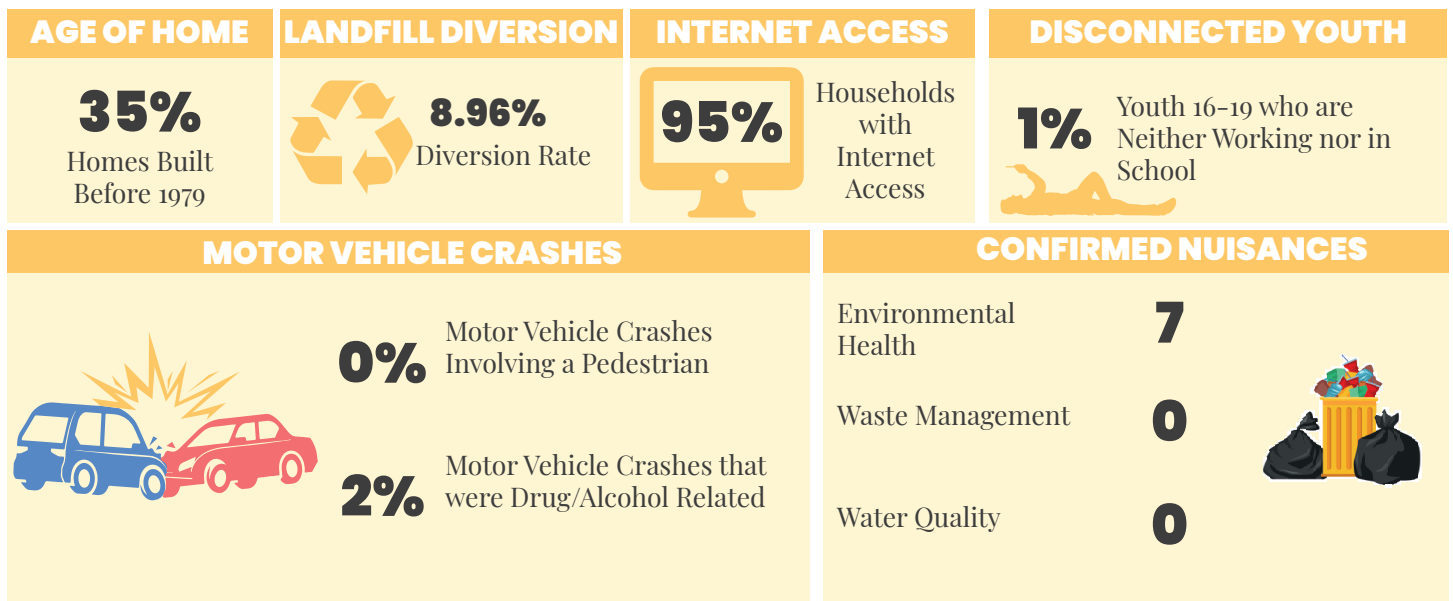 AGE OF HOME
35%
Homes Built
Before 1979
LANDFILL DIVERSION
8.96%
Diversion Rate
INTERNET ACCESS
95%
Households
with
Internet
Access
DISCONNECTED YOUTH
1%
Youth 16-19 who are
Neither Working nor in
School
MOTOR VEHICLE CRASHES
0%
Motor Vehicle Crashes
Involving a Pedestrian
2%
Motor Vehicle Crashes that
were Drug/Alcohol Related
CONFIRMED NUISANCES
Environmental
Health
7
Waste Management
0
Water Quality
0